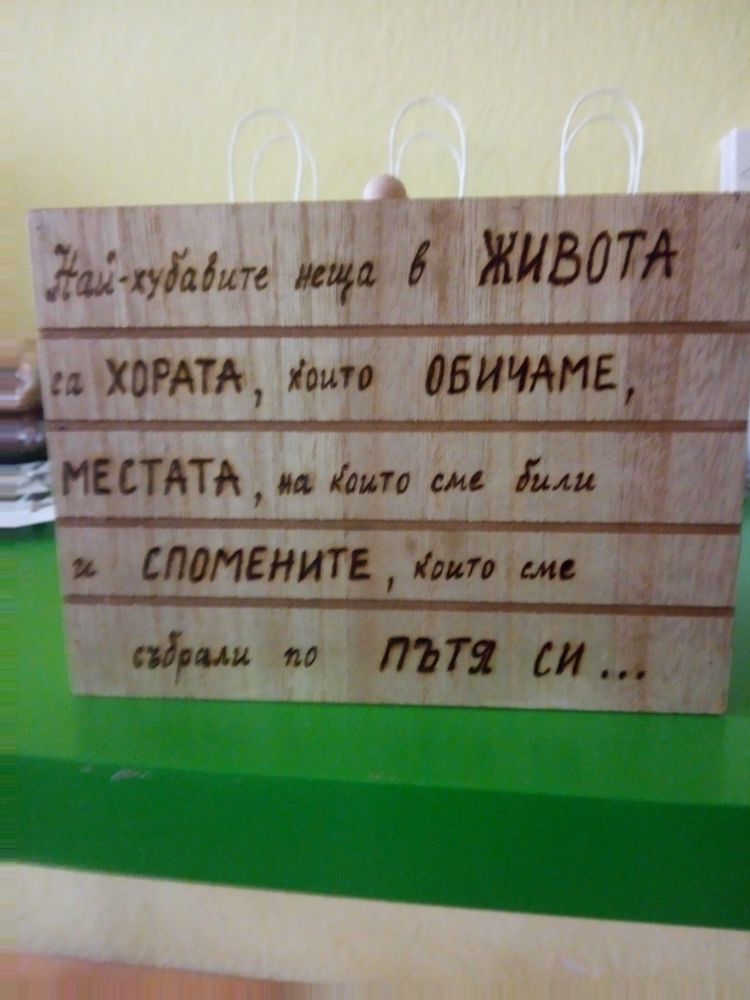 Най-хубавите неща в ЖИВОТА
са ХОРАТА, които ОБИЧАМЕ,
МЕСТАТА, на които сме били
и СПОМЕНИТЕ, които сме
събрали по ПЪТЯ СИ...